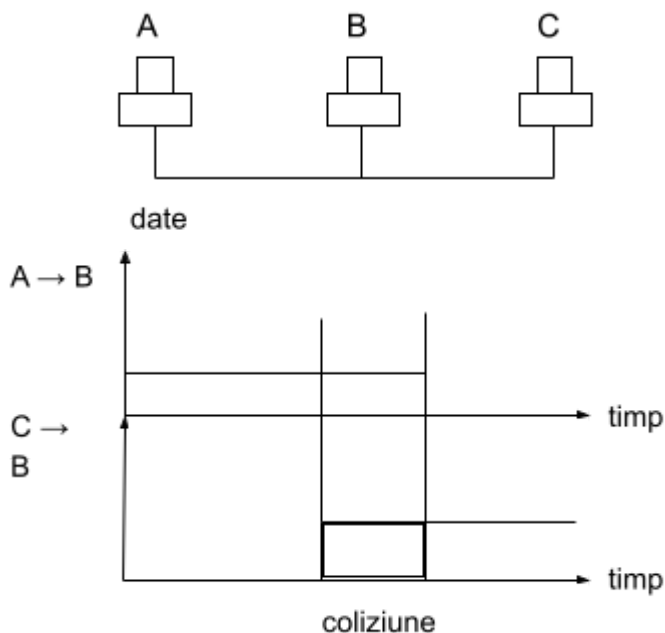 A B C
date
A → B
timp
C →
B
timp
coliziune